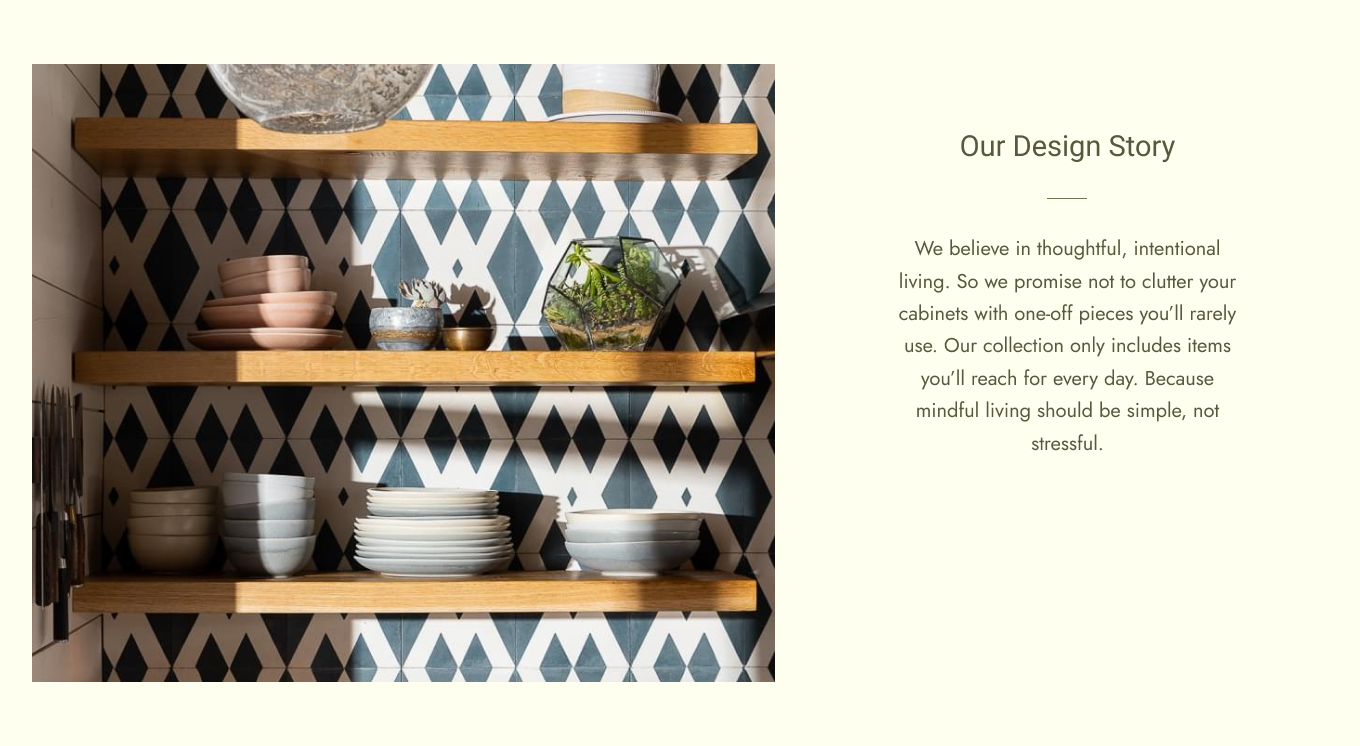 Our Design Story
We believe in thoughtful, intentional
living. So we promise not to clutter your
cabinets with one-off pieces you’ll rarely
use. Our collection only includes items
you’ll reach for every day. Because
mindful living should be simple, not
stressful.